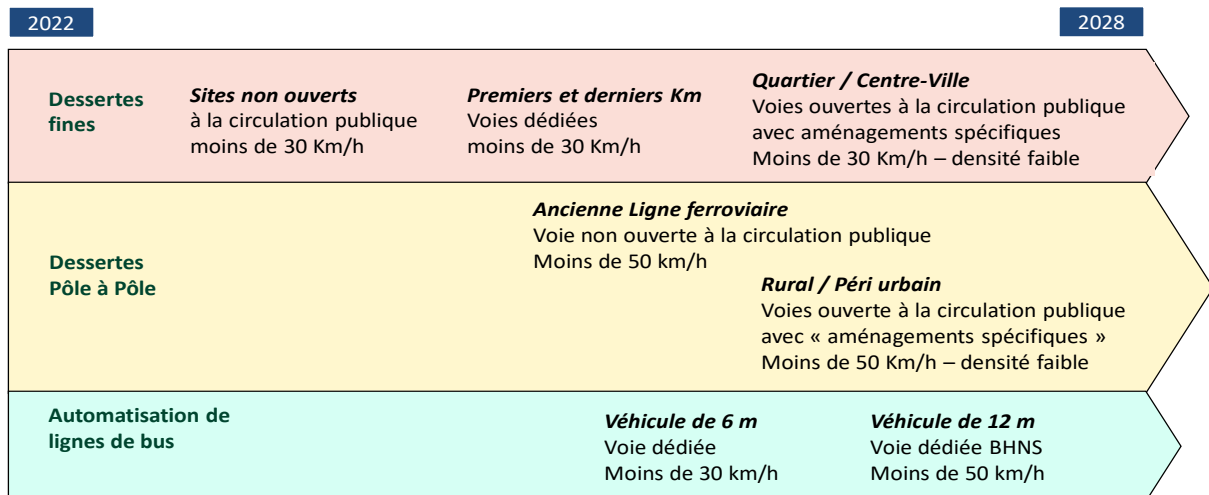 2022
2028
Dessertes
fines
Sites non ouverts
à la circulation publique
moins de 30 Km/h
Premiers et derniers Km
Voies dédiées
moins de 30 Km/h
Quartier / Centre-Ville
Voies ouvertes à la circulation publique
avec aménagements spécifiques
Moins de 30 Km/h – densité faible
Dessertes
Pôle à Pôle
Ancienne Ligne ferroviaire
Voie non ouverte à la circulation publique
Moins de 50 km/h
Rural / Péri urbain
Voies ouverte à la circulation publique
avec « aménagements spécifiques »
Moins de 50 Km/h – densité faible
Automatisation de
lignes de bus
Véhicule de 6 m
Voie dédiée
Moins de 30 km/h
Véhicule de 12 m
Voie dédiée BHNS
Moins de 50 km/h